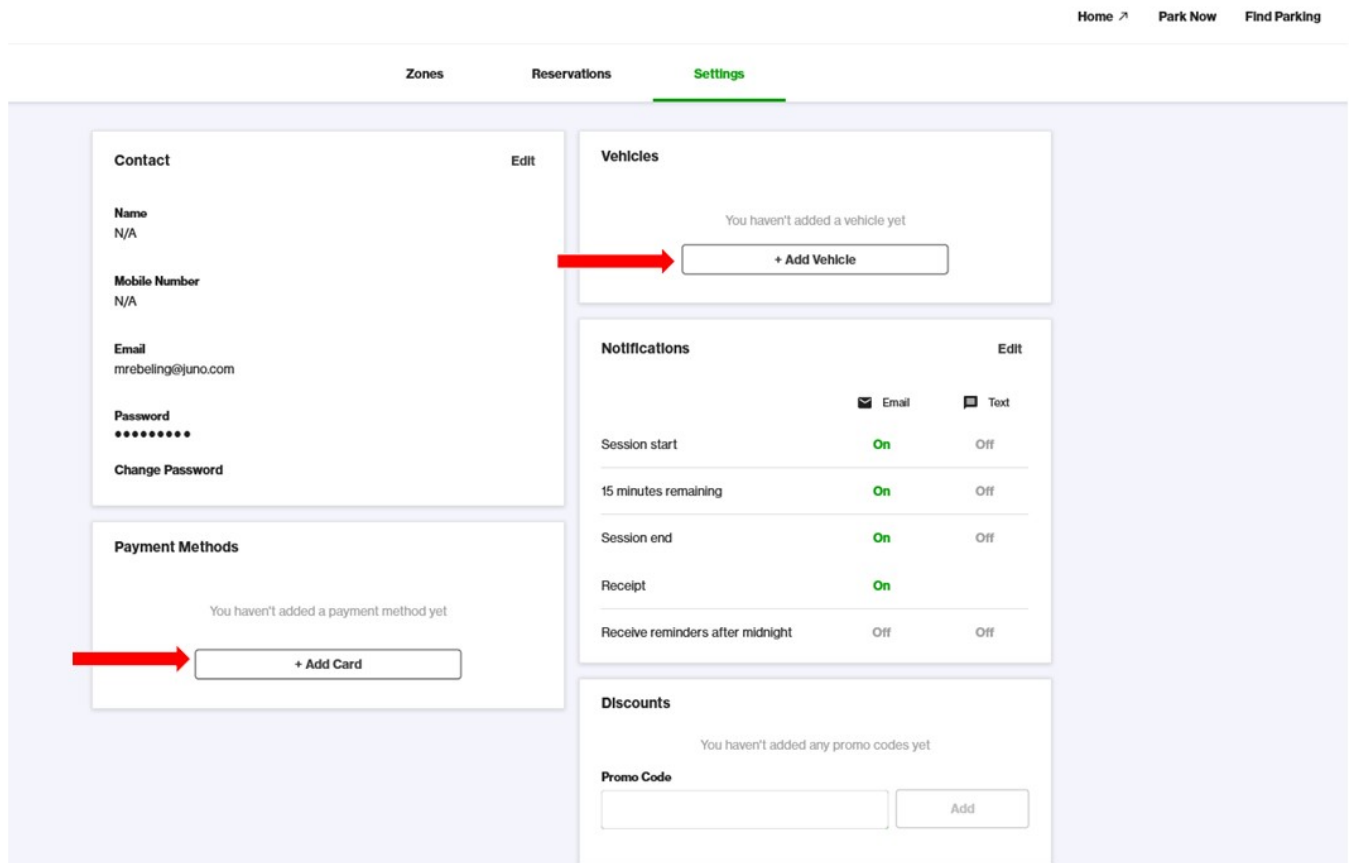 Home ↗ Park Now Find Parking
Zones Reservations Settings
Contact Edit
Name
N/A
Mobile Number
N/A
Email
mrebeling@juno.com
Password
•••••••••
Change Password
Payment Methods
You haven't added a payment method yet
+ Add Card
Vehicles
You haven't added a vehicle yet
+ Add Vehicle
Notifications Edit
Email Text
Session start On Off
15 minutes remaining On Off
Session end On Off
Receipt On
Receive reminders after midnight Off Off
Discounts
You haven't added any promo codes yet
Promo Code
Add